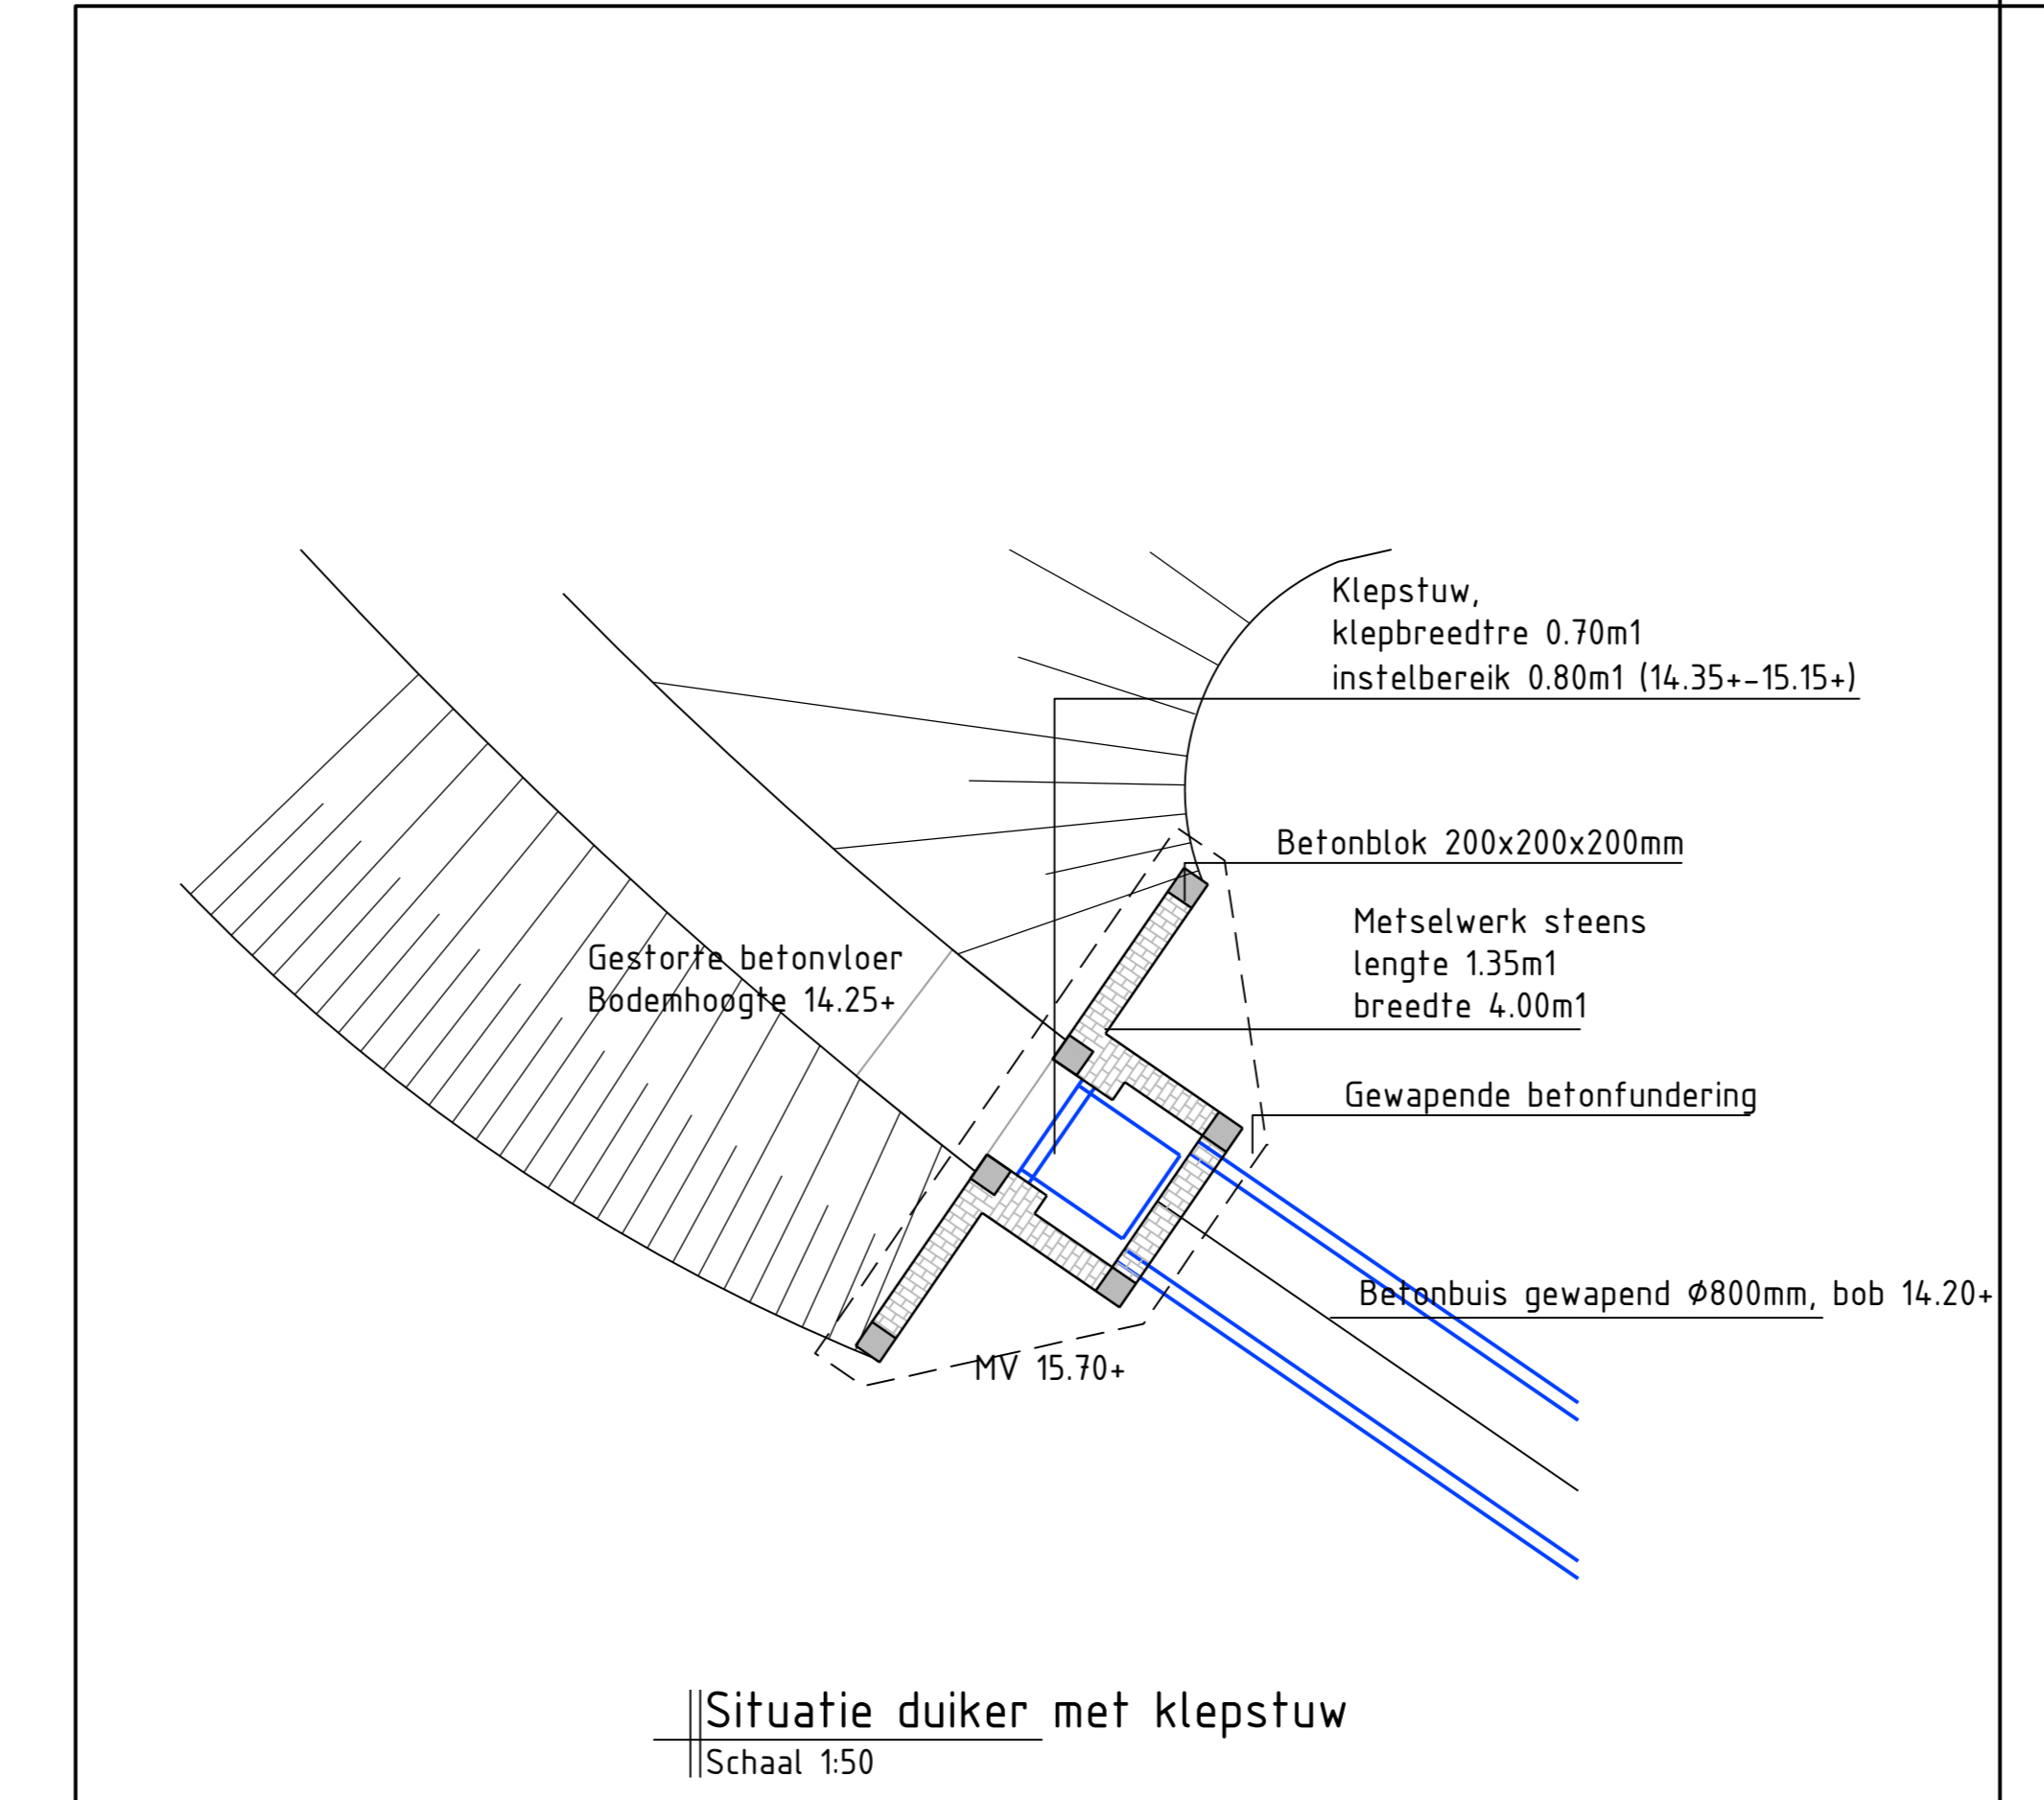 Klepstuw,
klepbreedtre 0.70m1
instelbereik 0.80m1 (14.35+-15.15+)
Betonblok 200x200x200mm
Metselwerk steens
lengte 1.35m1
breedte 4.00m1
Gestorte betonvloer
Bodemhoogte 14.25+
Gewapende betonfundering
Betonbuis gewapend Ø800mm, bob 14.20+
MV 15.70+
Situatie duiker met klepstuw
Schaal 1:50